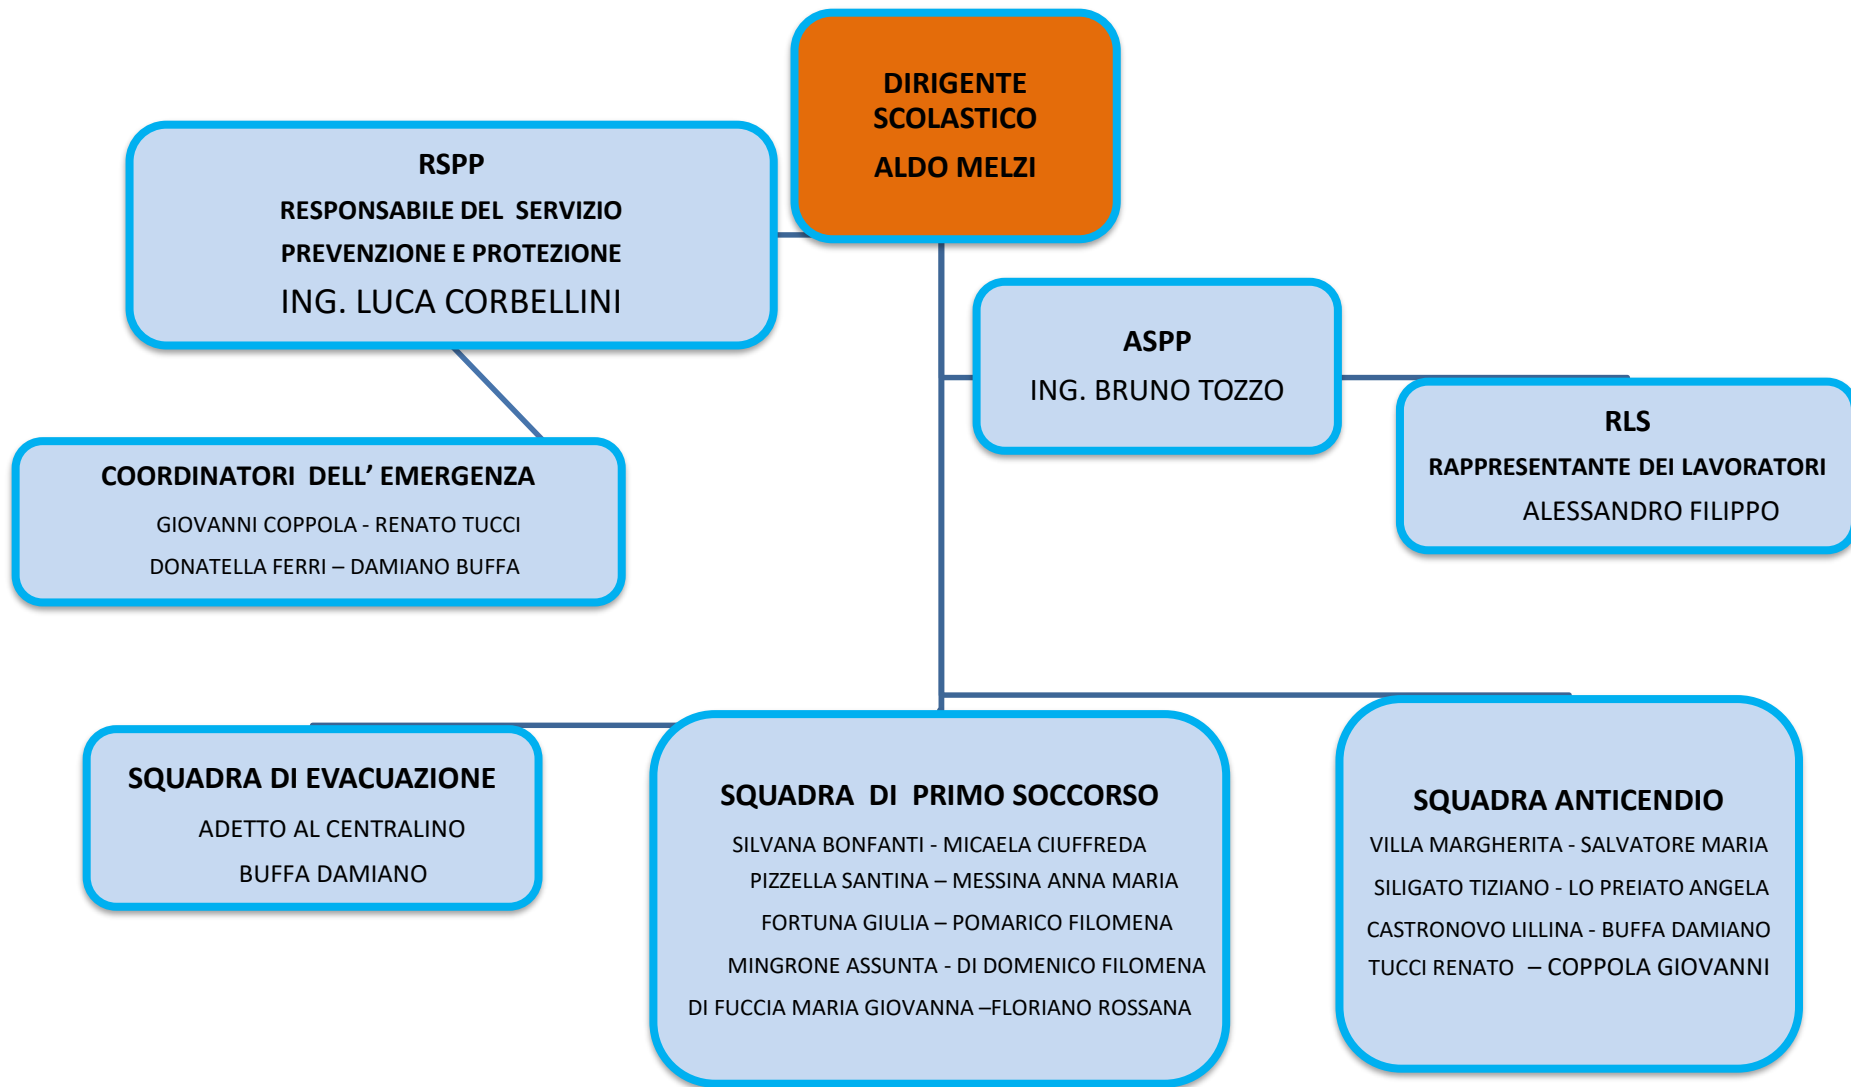 DIRIGENTE
SCOLASTICO
ALDO MELZI
RSPP
RESPONSABILE DEL SERVIZIO
PREVENZIONE E PROTEZIONE
ING. LUCA CORBELLINI
ASPP
ING. BRUNO TOZZO
RLS
RAPPRESENTANTE DEI LAVORATORI
ALESSANDRO FILIPPO
COORDINATORI DELL’ EMERGENZA
GIOVANNI COPPOLA - RENATO TUCCI
DONATELLA FERRI – DAMIANO BUFFA
SQUADRA DI EVACUAZIONE
ADETTO AL CENTRALINO
BUFFA DAMIANO
SQUADRA DI PRIMO SOCCORSO
SILVANA BONFANTI - MICAELA CIUFFREDA
PIZZELLA SANTINA – MESSINA ANNA MARIA
FORTUNA GIULIA – POMARICO FILOMENA
MINGRONE ASSUNTA - DI DOMENICO FILOMENA
DI FUCCIA MARIA GIOVANNA –FLORIANO ROSSANA
SQUADRA ANTICENDIO
VILLA MARGHERITA - SALVATORE MARIA
SILIGATO TIZIANO - LO PREIATO ANGELA
CASTRONOVO LILLINA - BUFFA DAMIANO
TUCCI RENATO – COPPOLA GIOVANNI